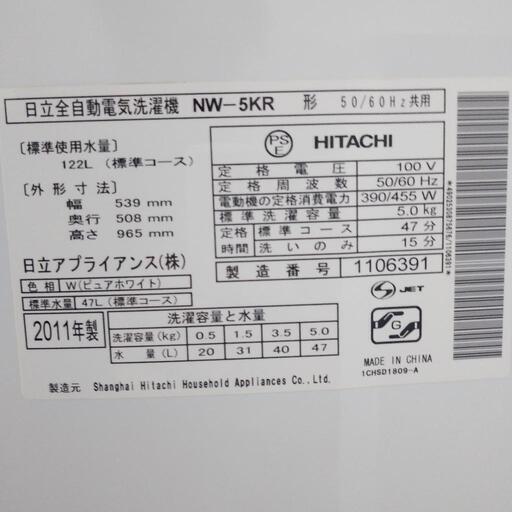 日立全自動電気洗濯機 NW-5KR 形 50/60Hz共用
[標準使用水量]
122L (標準コース)
[外形寸法]
幅 539 mm
奥行 508 mm
高さ 965 mm
日立アプライアンス(株)
色相 W(ピュアホワイト)
標準水量 47L (標準コース)
PS E HITACHI
定格電圧 100 V
定格周波数 50/60 Hz
電動機の定格消費電力 390/455 W
標準洗濯容量 5.0 kg
定格時間 標準コース 47分
洗いのみ 15分
製造番号 1106391
2011年製
洗濯容量と水量
洗濯容量(kg) 0.5 1.5 3.5 5.0
水量(L) 20 31 40 47
S JET
G
MADE IN CHINA
1CHSD1809-A
製造元 Shanghai Hitachi Household Appliances Co.,Ltd.